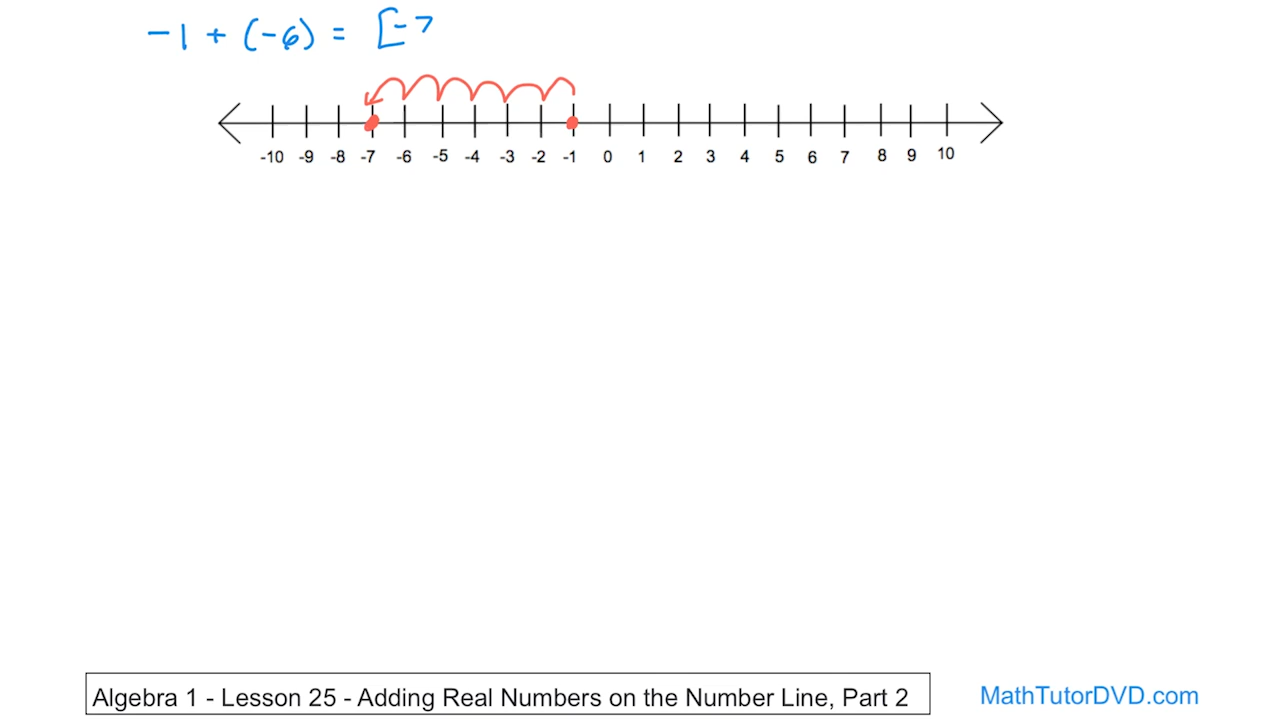 -1 + (-6) = [-7
-10 -9 -8 -7 -6 -5 -4 -3 -2 -1 0 1 2 3 4 5 6 7 8 9 10
Algebra 1 - Lesson 25 - Adding Real Numbers on the Number Line, Part 2
MathTutorDVD.com